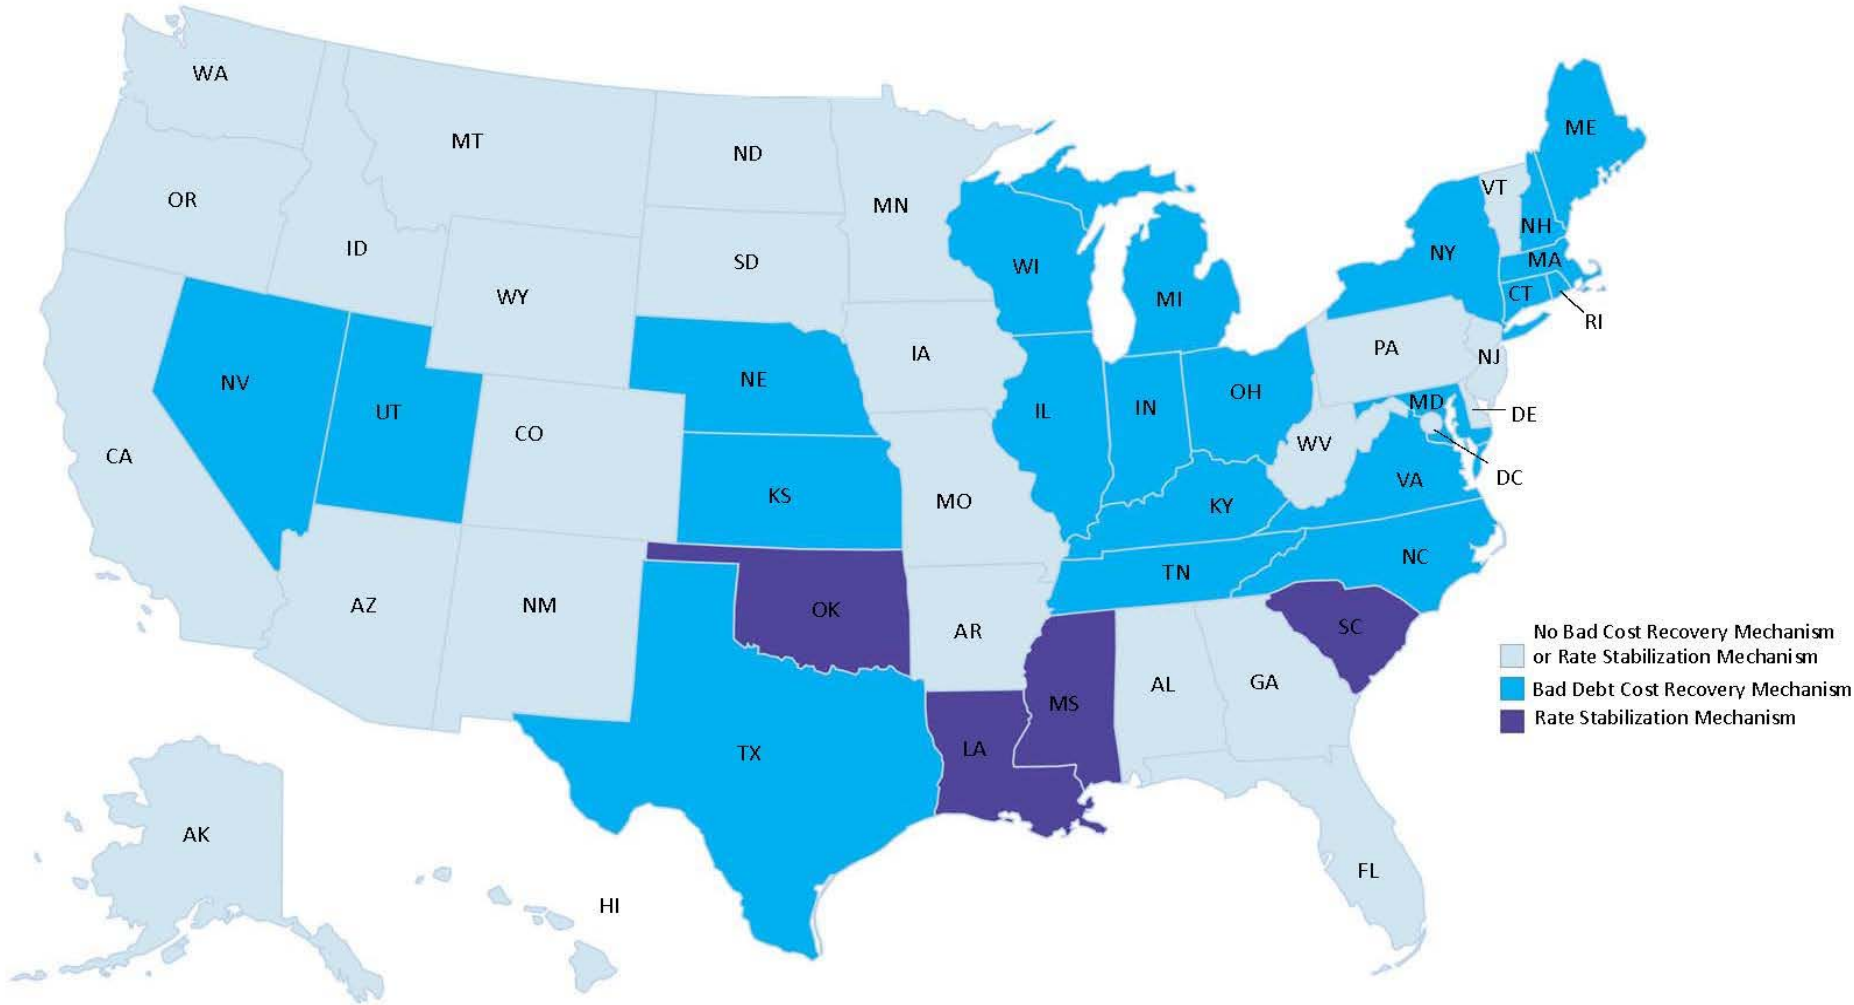 WA
MT
ND
MN
OR
ID
SD
WY
WI
MI
ME
VT
NH
NY
MA
CT
RI
IA
PA
NJ
NV
UT
NE
IL
IN
OH
MD
DE
CA
CO
WV
DC
KS
MO
KY
VA
NC
AZ
NM
OK
AR
TN
SC
MS
AL
GA
TX
LA
AK
HI
FL
No Bad Cost Recovery Mechanism
or Rate Stabilization Mechanism
Bad Debt Cost Recovery Mechanism
Rate Stabilization Mechanism